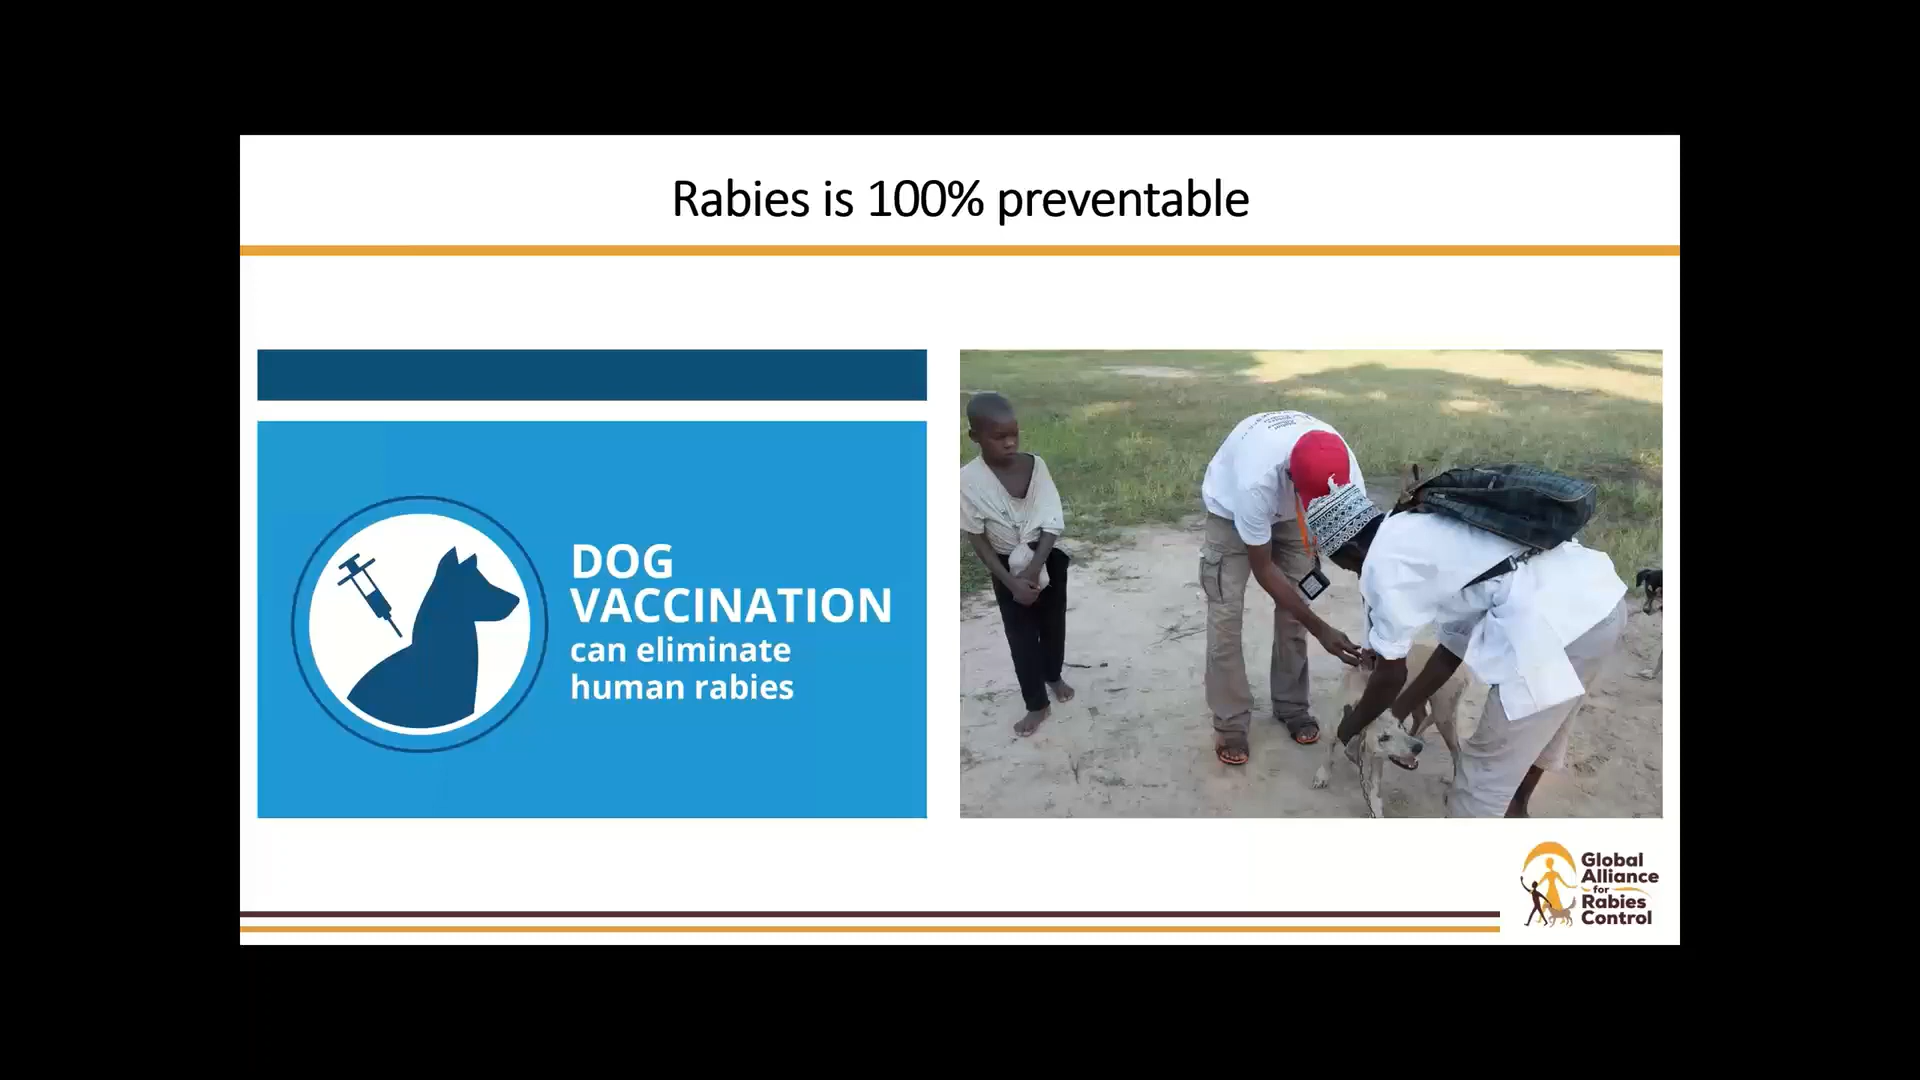 Rabies is 100% preventable
DOG
VACCINATION
can eliminate
human rabies
Global
Alliance
for
Rabies
Control